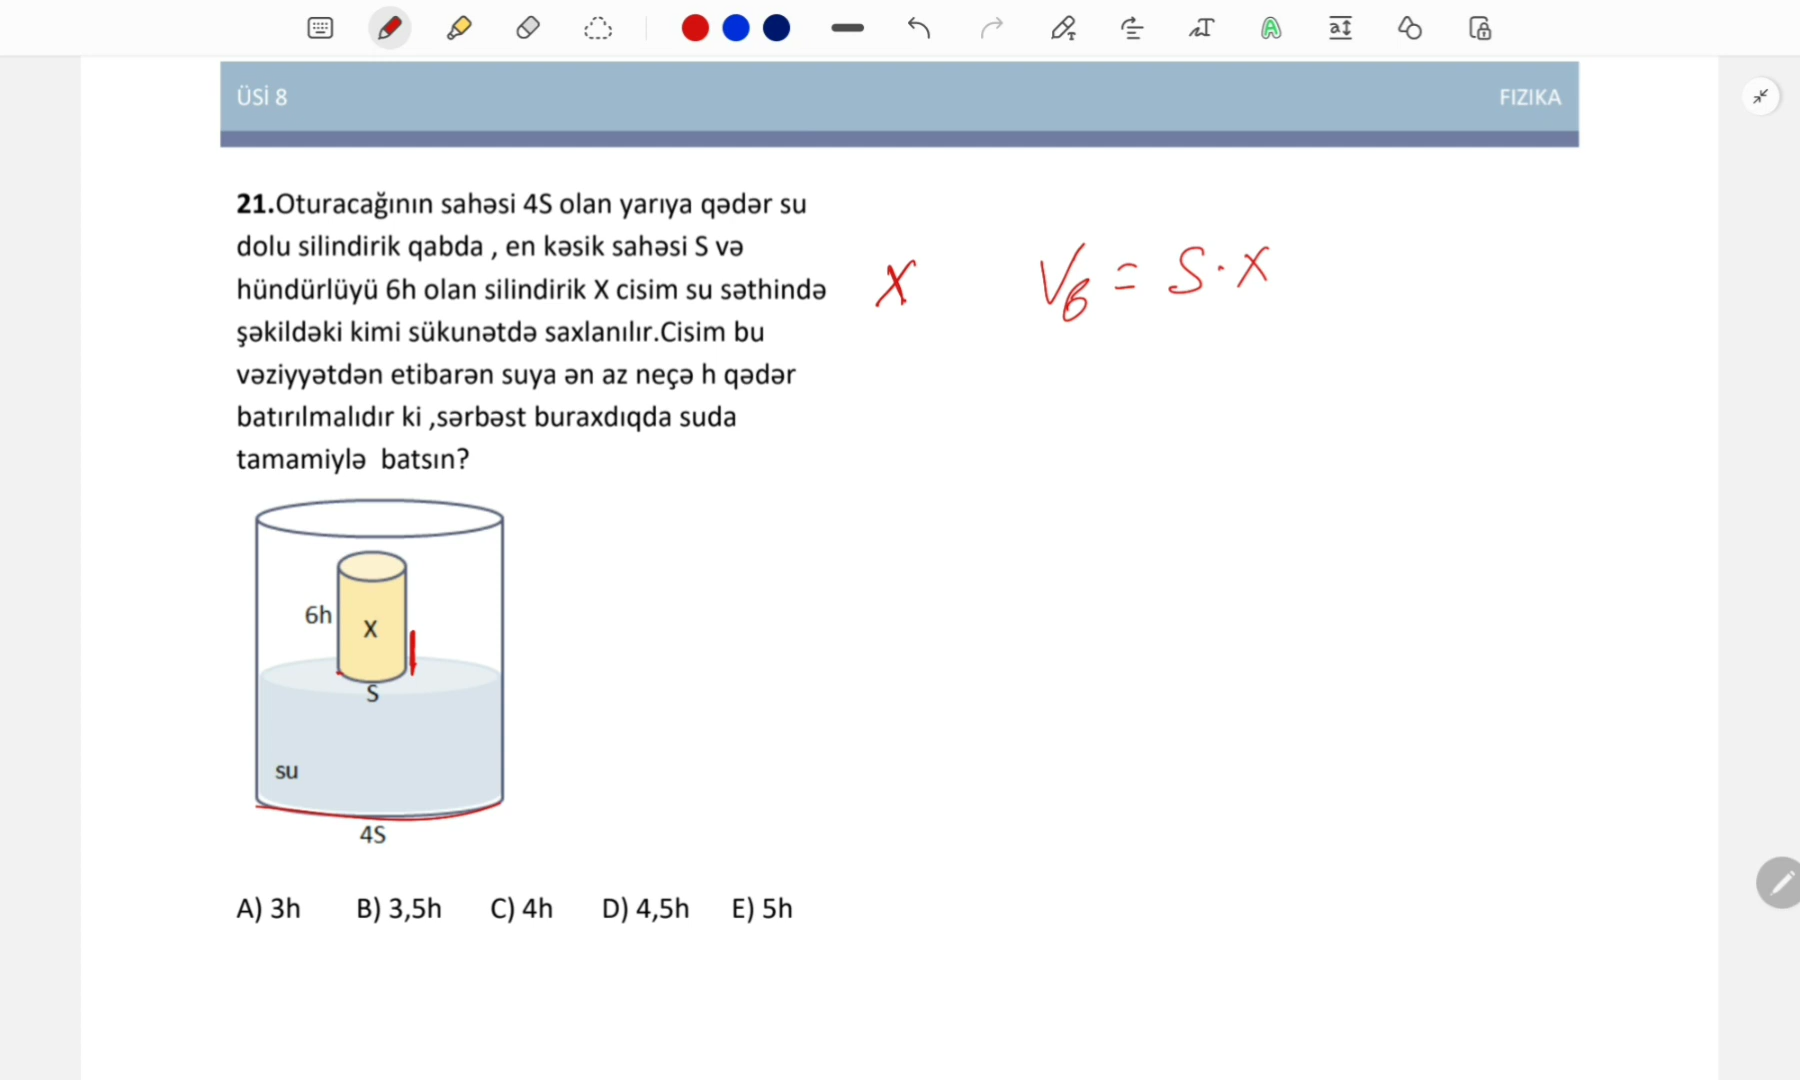 ÜSİ 8 FIZIKA
21.Oturacağının sahəsi 4S olan yarıya qədər su
dolu silindirik qabda , en kəsik sahəsi S və
hündürlüyü 6h olan silindirik X cisim su səthində
şəkildəki kimi sükunətdə saxlanılır.Cisim bu
vəziyyətdən etibarən suya ən az neçə h qədər
batırılmalıdır ki ,sərbəst buraxdıqda suda
tamamiylə batsın?
X V_B = S·X
6h
X
S
su
4S
A) 3h B) 3,5h C) 4h D) 4,5h E) 5h